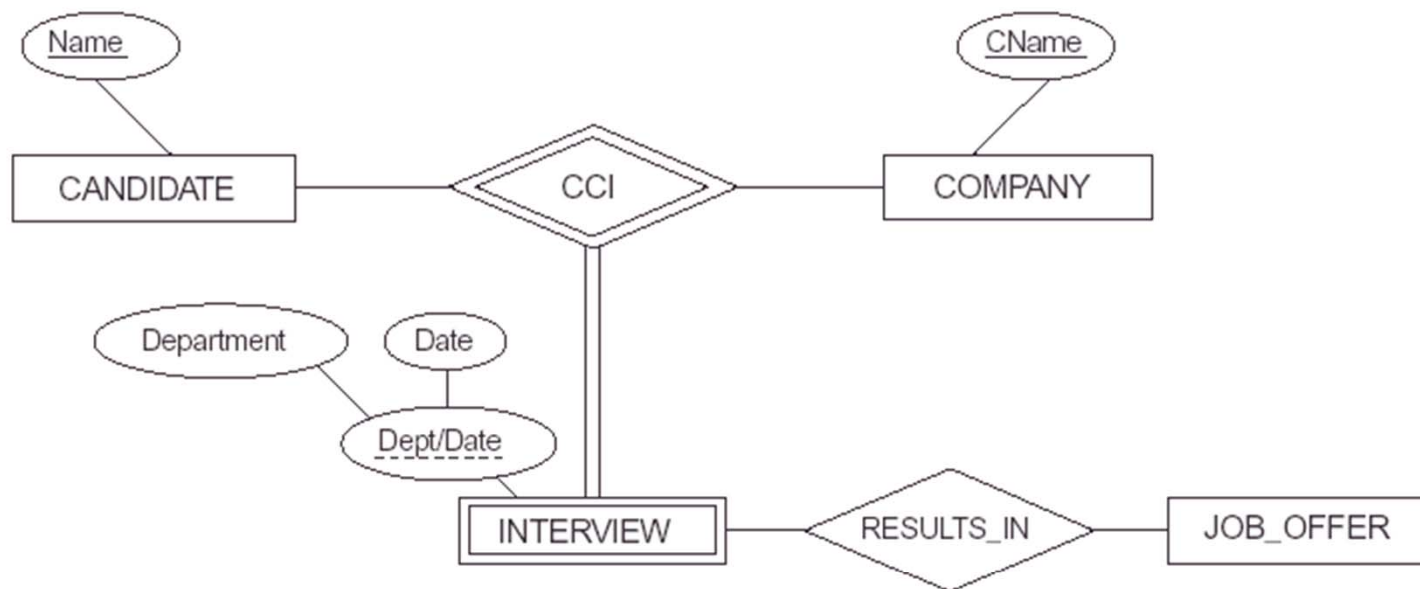 Name
CName
CANDIDATE
CCI
COMPANY
Department
Date
Dept/Date
INTERVIEW
RESULTS_IN
JOB_OFFER